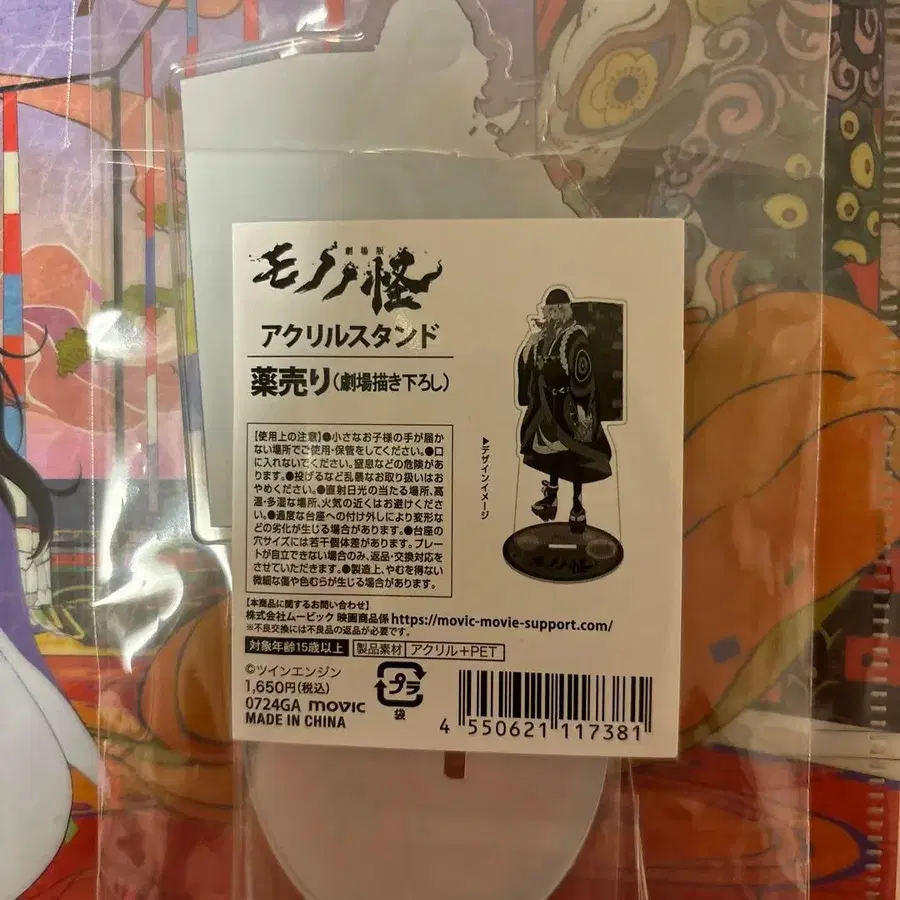 劇場版
モノノ怪
アクリルスタンド
薬売り(劇場描き下ろし)
【使用上の注意】●小さなお子様の手が届か
ない場所でご使用・保管をしてください。●口
に入れないでください。窒息などの危険があ
ります。●投げるなど乱暴なお取り扱いはお
やめください。●直射日光の当たる場所、高
温・多湿な場所、火気の近くはお避けくださ
い。●過度な台座への付け外しにより変形な
どの劣化が生じる場合があります。●台座の
穴サイズには若干個体差があります。プレー
トが自立できない場合のみ、返品・交換対応を
させていただきます。●製造上、やむを得ない
微細な傷や色むらが生じる場合があります。
▶デザインイメージ
モノノ怪
【本商品に関するお問い合わせ】
株式会社ムービック 映画商品係 https://movic-movie-support.com/
※不良交換には不良品の返品が必要です。
対象年齢15歳以上 製品素材 アクリル+PET
©ツインエンジン
1,650円(税込)
0724GA movic
MADE IN CHINA
プラ
袋
4 550621 117381